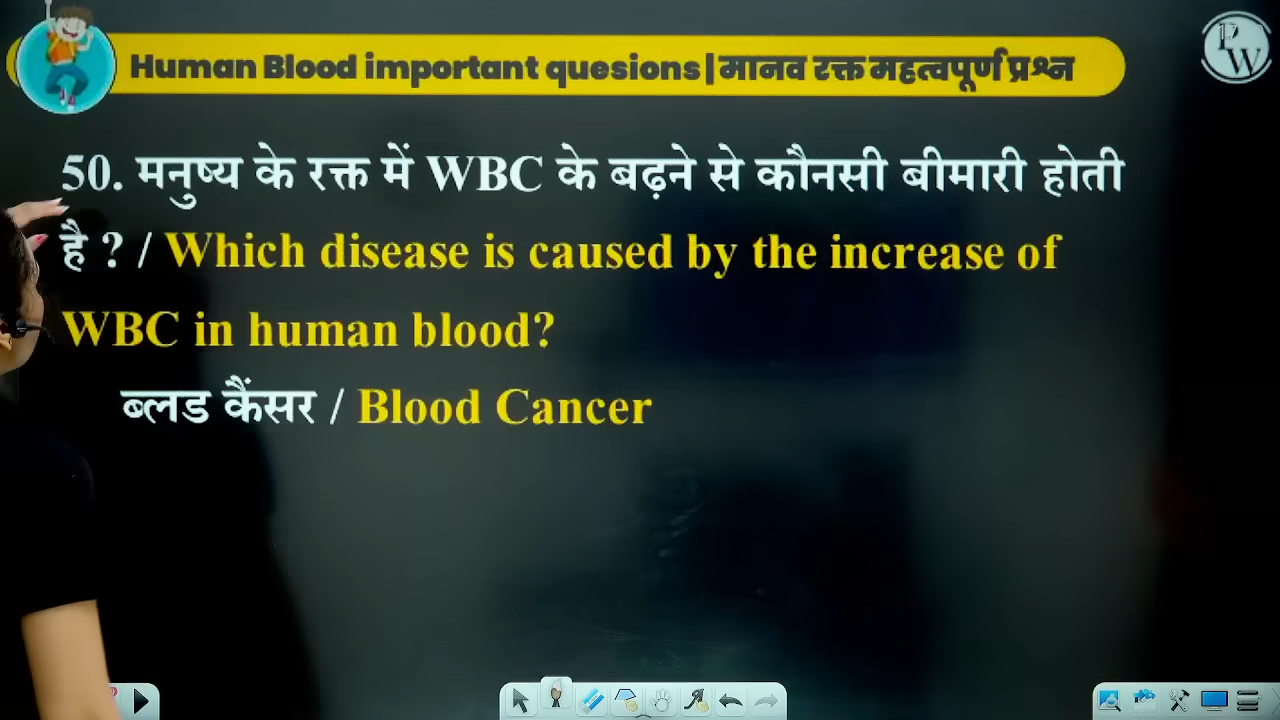 Human Blood important quesions | मानव रक्त महत्वपूर्ण प्रश्न
PW
50. मनुष्य के रक्त में WBC के बढ़ने से कौनसी बीमारी होती
है ? / Which disease is caused by the increase of
WBC in human blood?
ब्लड कैंसर / Blood Cancer